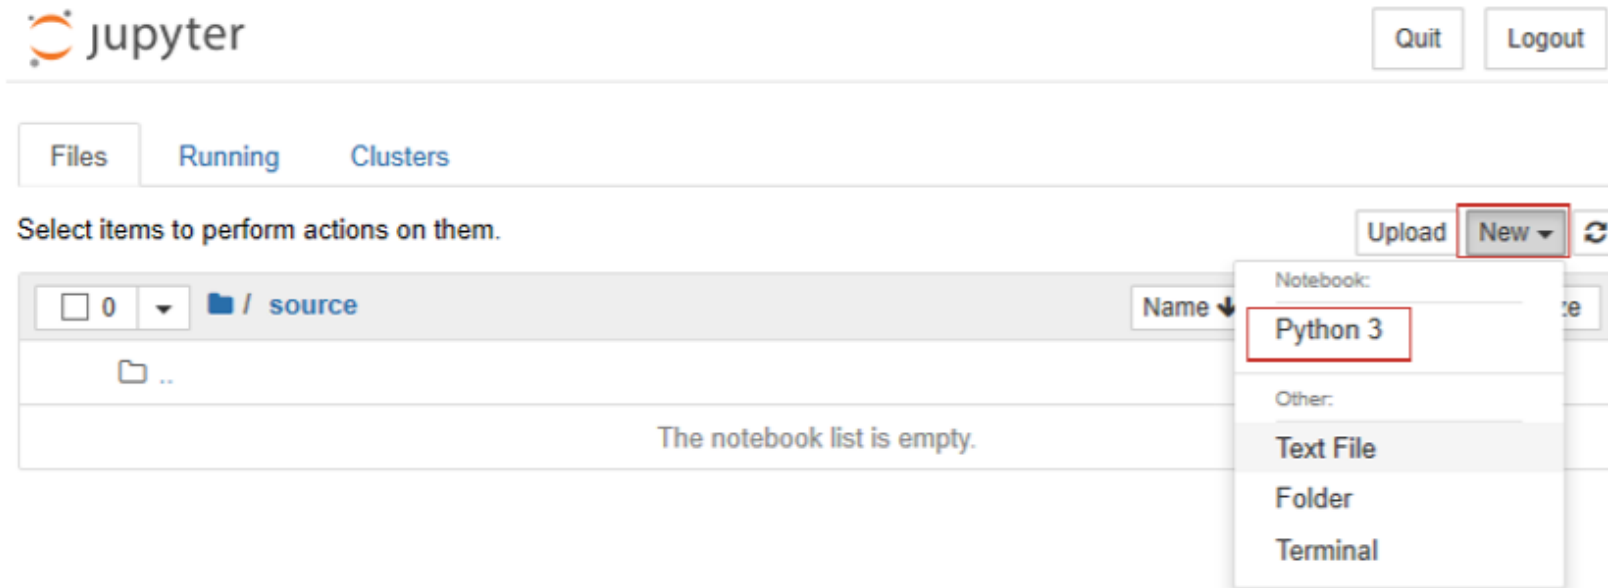 jupyter
Quit
Logout
Files
Running
Clusters
Select items to perform actions on them.
Upload
New
0
/ source
Name
Notebook:
Python 3
..
Other:
The notebook list is empty.
Text File
Folder
Terminal